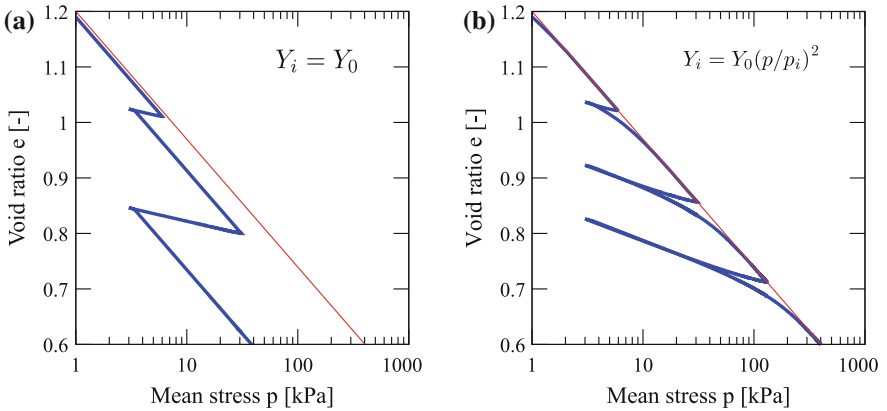 (a)
Y_i = Y_0
1.2
1.1
1
0.9
0.8
0.7
0.6
Void ratio e [-]
1
10
100
1000
Mean stress p [kPa]
(b)
Y_i = Y_0(p/p_i)^2
1.2
1.1
1
0.9
0.8
0.7
0.6
Void ratio e [-]
1
10
100
1000
Mean stress p [kPa]